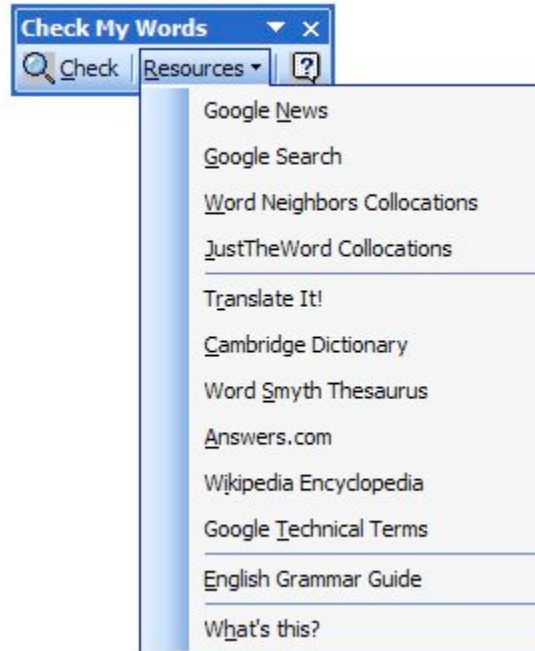 Check My Words
Check Resources
Google News
Google Search
Word Neighbors Collocations
JustTheWord Collocations
Translate It!
Cambridge Dictionary
Word Smyth Thesaurus
Answers.com
Wikipedia Encyclopedia
Google Technical Terms
English Grammar Guide
What's this?